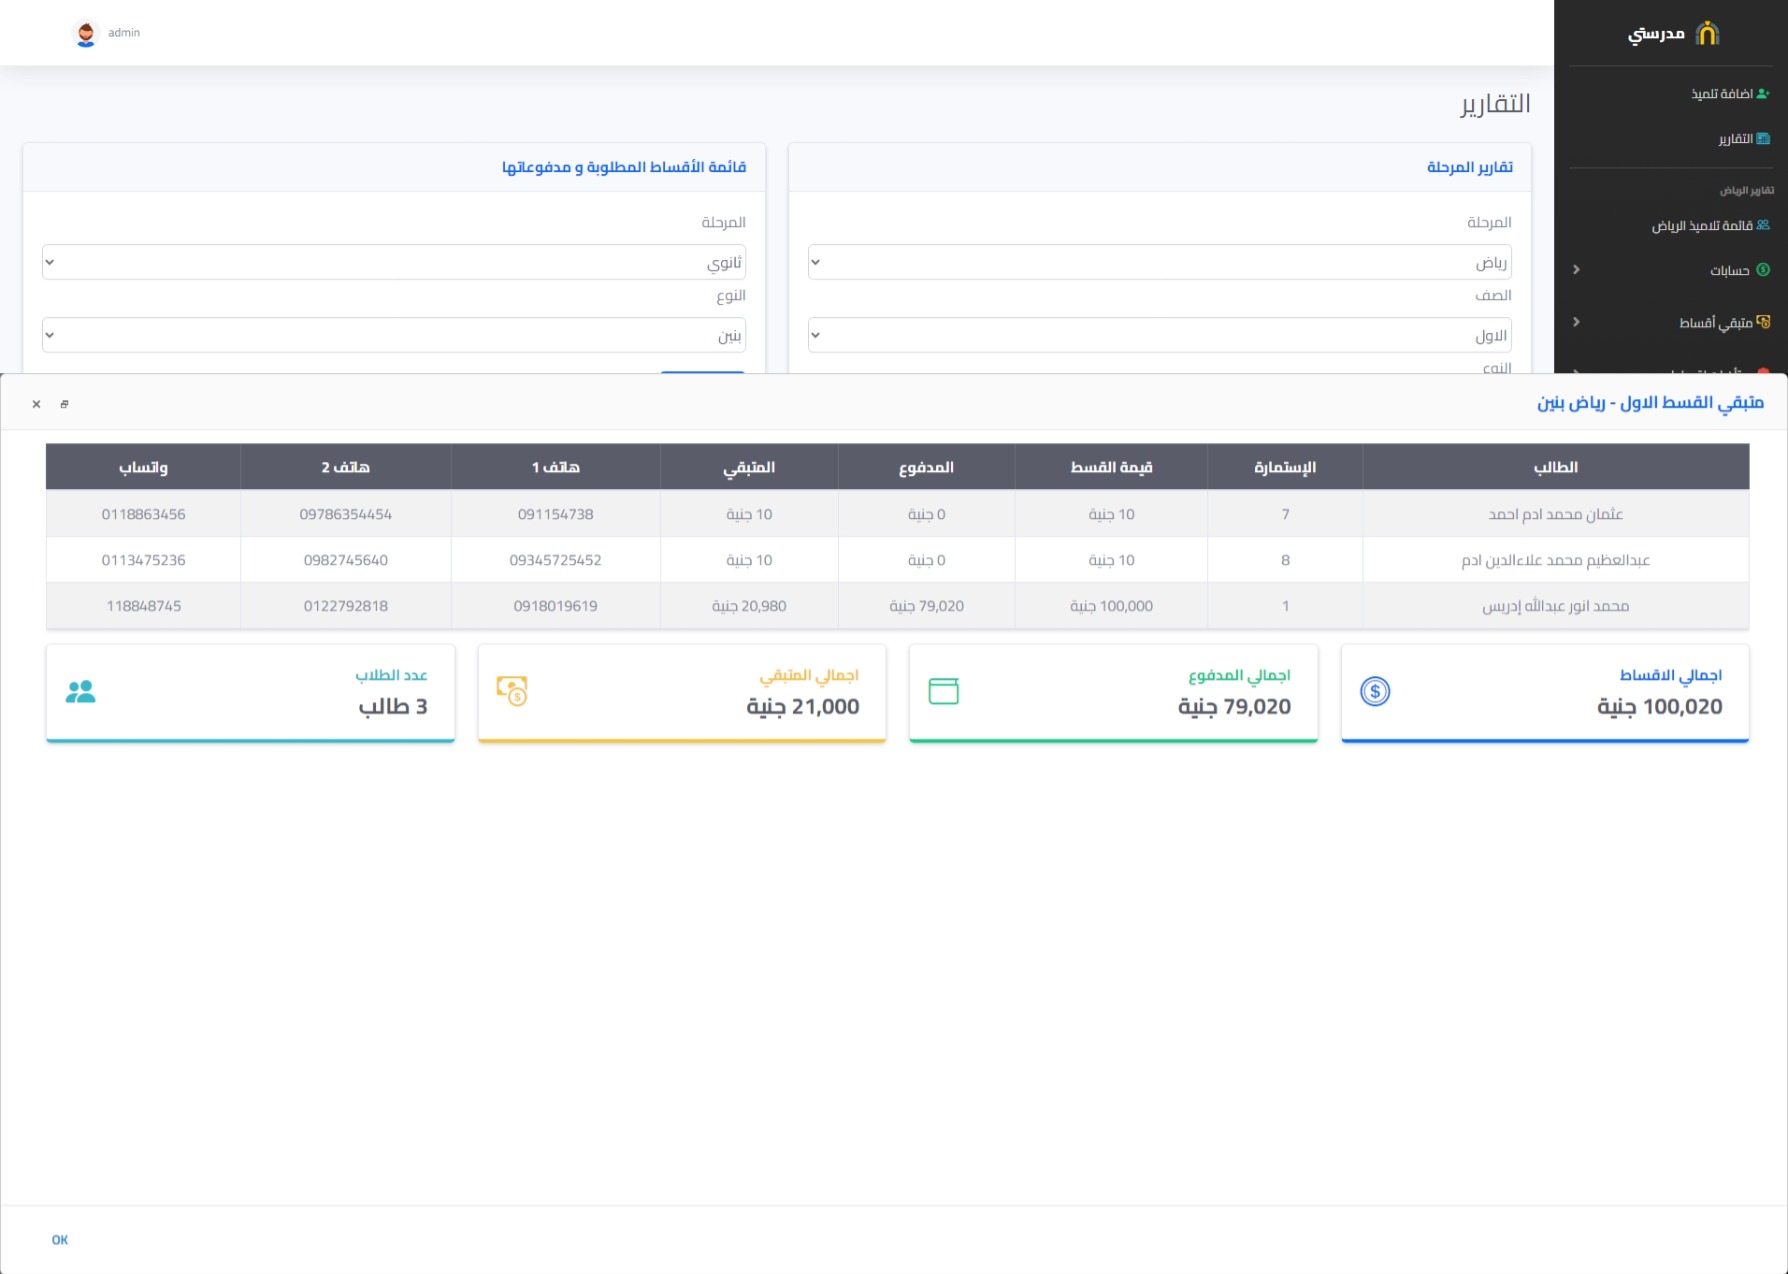 مدرستي
admin
اضافة تلميذ
التقارير
تقارير الرياض
قائمة تلاميذ الرياض
حسابات
متبقي أقساط
التقارير
تقارير المرحلة
المرحلة
رياض
الصف
الاول
النوع
قائمة الأقساط المطلوبة و مدفوعاتها
المرحلة
ثانوي
النوع
بنين
متبقي القسط الاول - رياض بنين
الطالب الإستمارة قيمة القسط المدفوع المتبقي هاتف 1 هاتف 2 واتساب
عثمان محمد ادم احمد 7 10 جنية 0 جنية 10 جنية 091154738 09786354454 0118863456
عبدالعظيم محمد علاءالدين ادم 8 10 جنية 0 جنية 10 جنية 09345725452 0982745640 0113475236
محمد انور عبدالله إدريس 1 100,000 جنية 79,020 جنية 20,980 جنية 0918019619 0122792818 118848745
اجمالي الاقساط
100,020 جنية
اجمالي المدفوع
79,020 جنية
اجمالي المتبقي
21,000 جنية
عدد الطلاب
3 طالب
OK